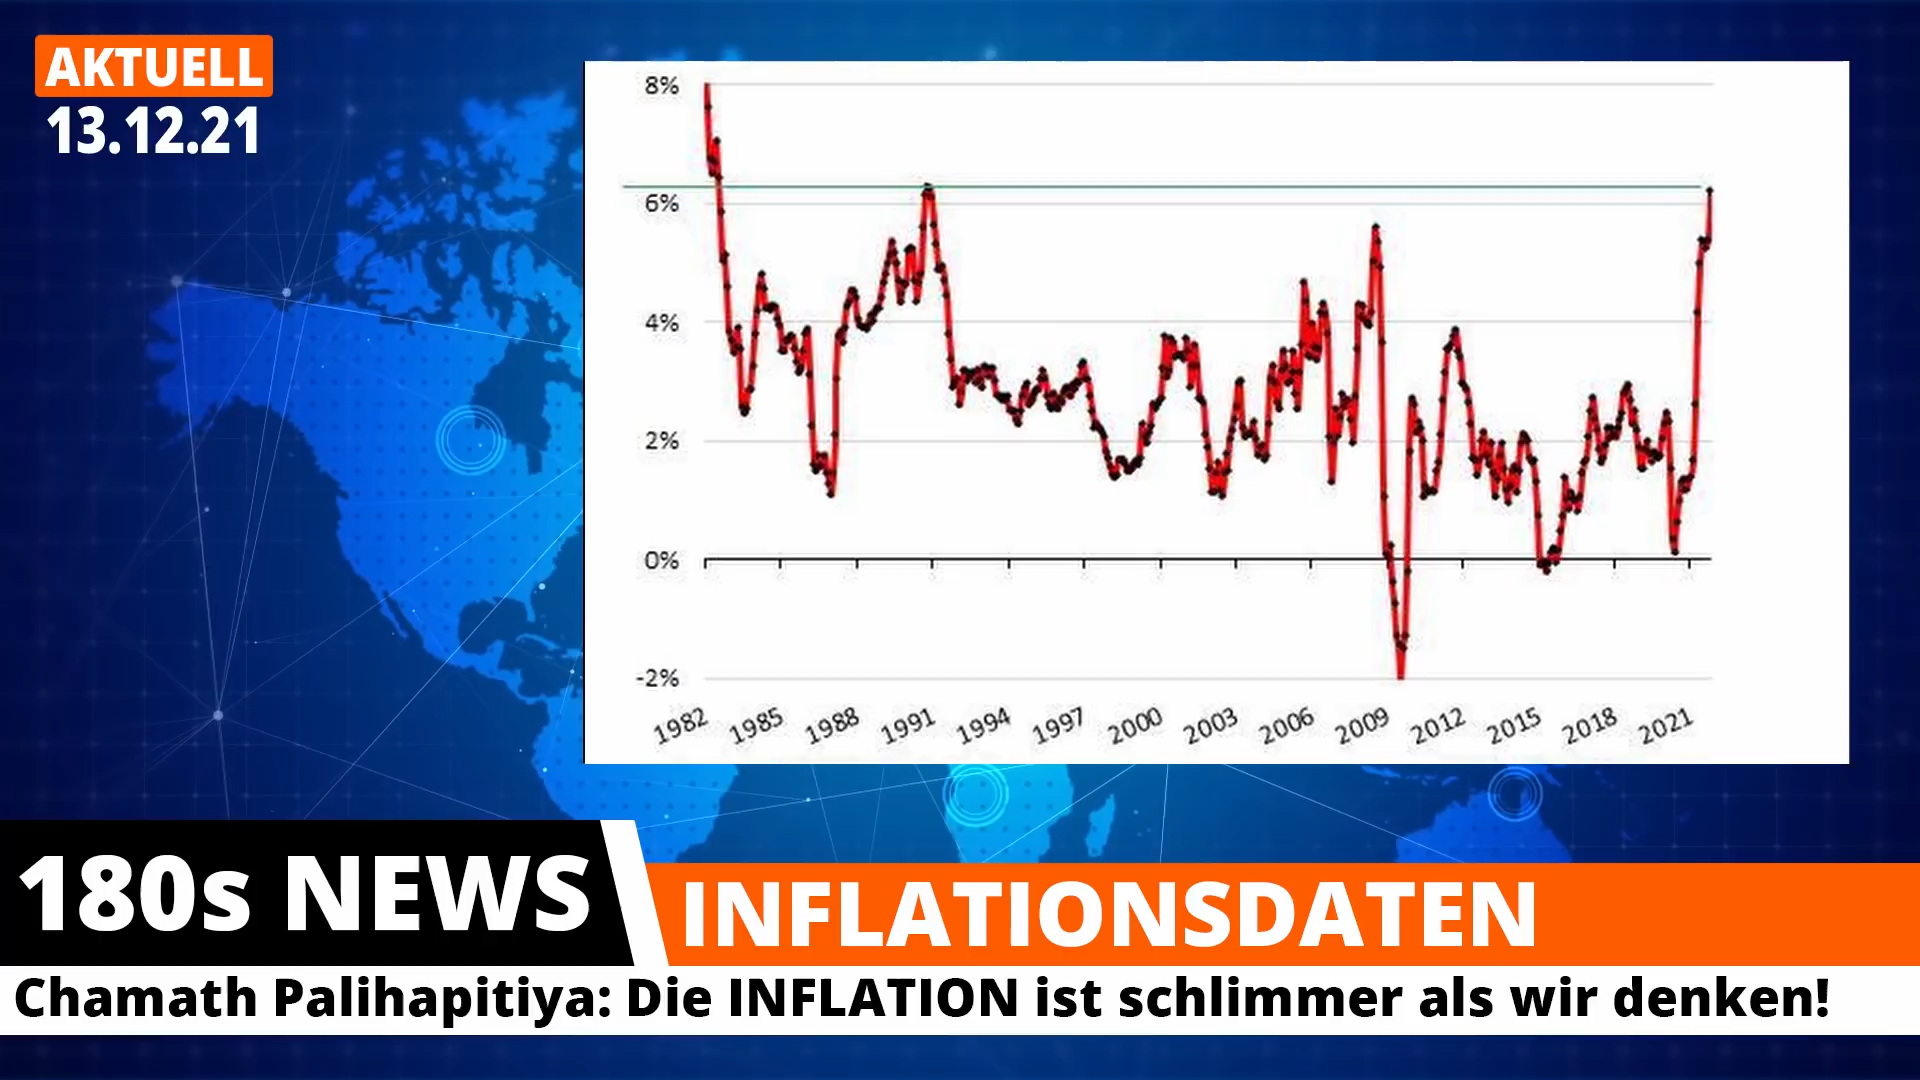 AKTUELL
13.12.21
8%
6%
4%
2%
0%
-2%
1982 1985 1988 1991 1994 1997 2000 2003 2006 2009 2012 2015 2018 2021
180s NEWS
INFLATIONSDATEN
Chamath Palihapitiya: Die INFLATION ist schlimmer als wir denken!